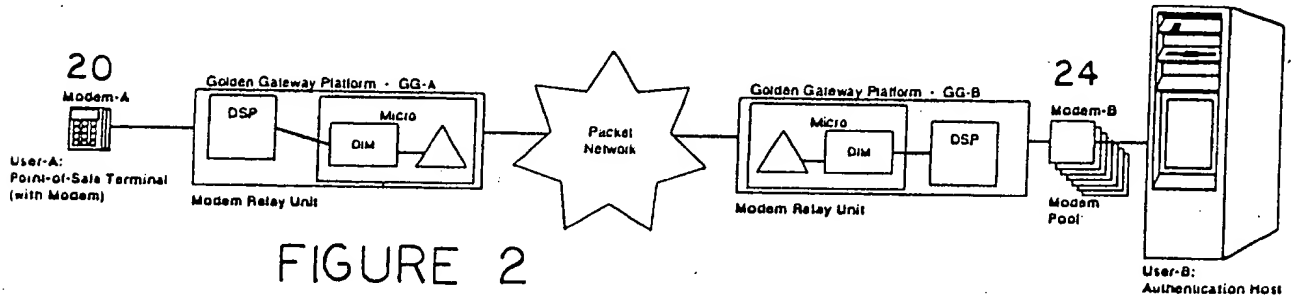 20
Modem-A
User-A:
Point-of-Sale Terminal
(with Modem)
Golden Gateway Platform - GG-A
DSP
Micro
DIM
Modem Relay Unit
Packet
Network
Golden Gateway Platform - GG-B
Micro
DIM
DSP
Modem Relay Unit
24
Modem-B
Modem
Pool
User-B:
Authentication Host
FIGURE 2